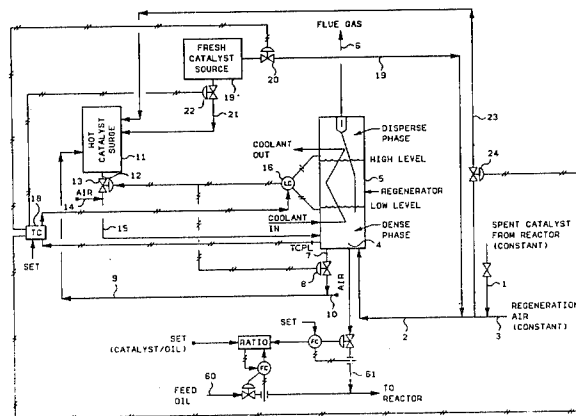 FLUE GAS
6
FRESH
CATALYST
SOURCE
19'
20
19
22
21
23
HOT
CATALYST
SURGE
11
12
13
AIR
14
15
COOLANT
OUT
16
LC
I
DISPERSE
PHASE
HIGH LEVEL
5
REGENERATOR
LOW LEVEL
DENSE
PHASE
4
24
18
TC
SET
COOLANT
IN
TCPL
7
8
AIR
9
10
SPENT CATALYST
FROM REACTOR
(CONSTANT)
1
2
REGENERATION
AIR
(CONSTANT)
3
SET
(CATALYST/OIL)
RATIO
SET
FC
FC
61
60
FEED
OIL
TO
REACTOR